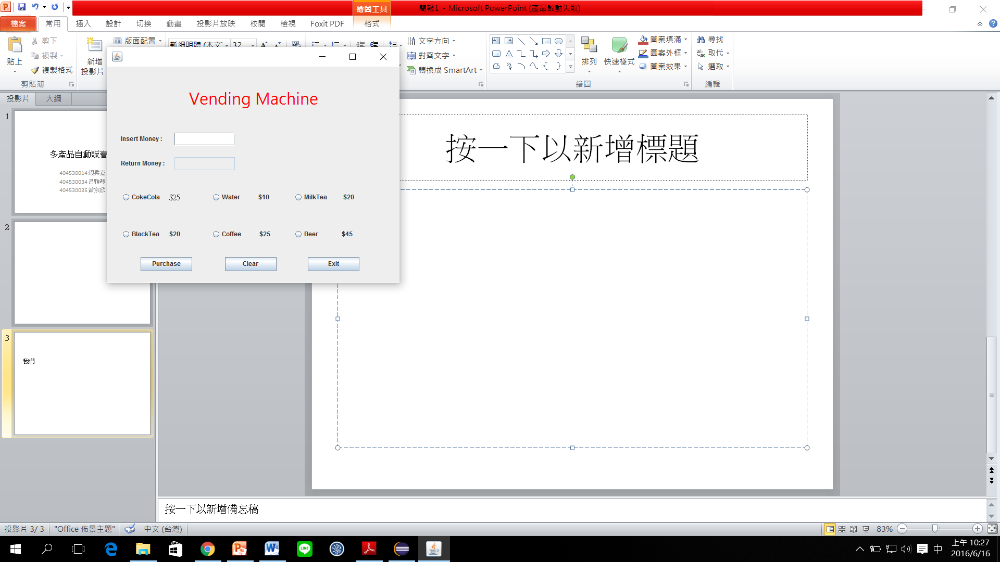 簡報1 - Microsoft PowerPoint (產品啟動失敗)
繪圖工具
檔案 常用 插入 設計 切換 動畫 投影片放映 校閱 檢視 Foxit PDF 格式
貼上
剪下
複製
複製格式
剪貼簿
新增
投影片
版面配置
新細明體 (本文) 32
文字方向
對齊文字
轉換成 SmartArt
排列
快速樣式
圖案填滿
圖案外框
圖案效果
繪圖
尋找
取代
選取
編輯
投影片 大綱
1
多產品自動販賣
404530014 賴柔嘉
404530034 呂雅琴
404530035 蕭宸欣
2
3
我們
Vending Machine
Insert Money :
Return Money :
CokeCola $25 Water $10 MilkTea $20
BlackTea $20 Coffee $25 Beer $45
Purchase Clear Exit
按一下以新增標題
按一下以新增備忘稿
投影片 3/ 3 "Office 佈景主題" 中文 (台灣) 83%
中
上午 10:27
2016/6/16